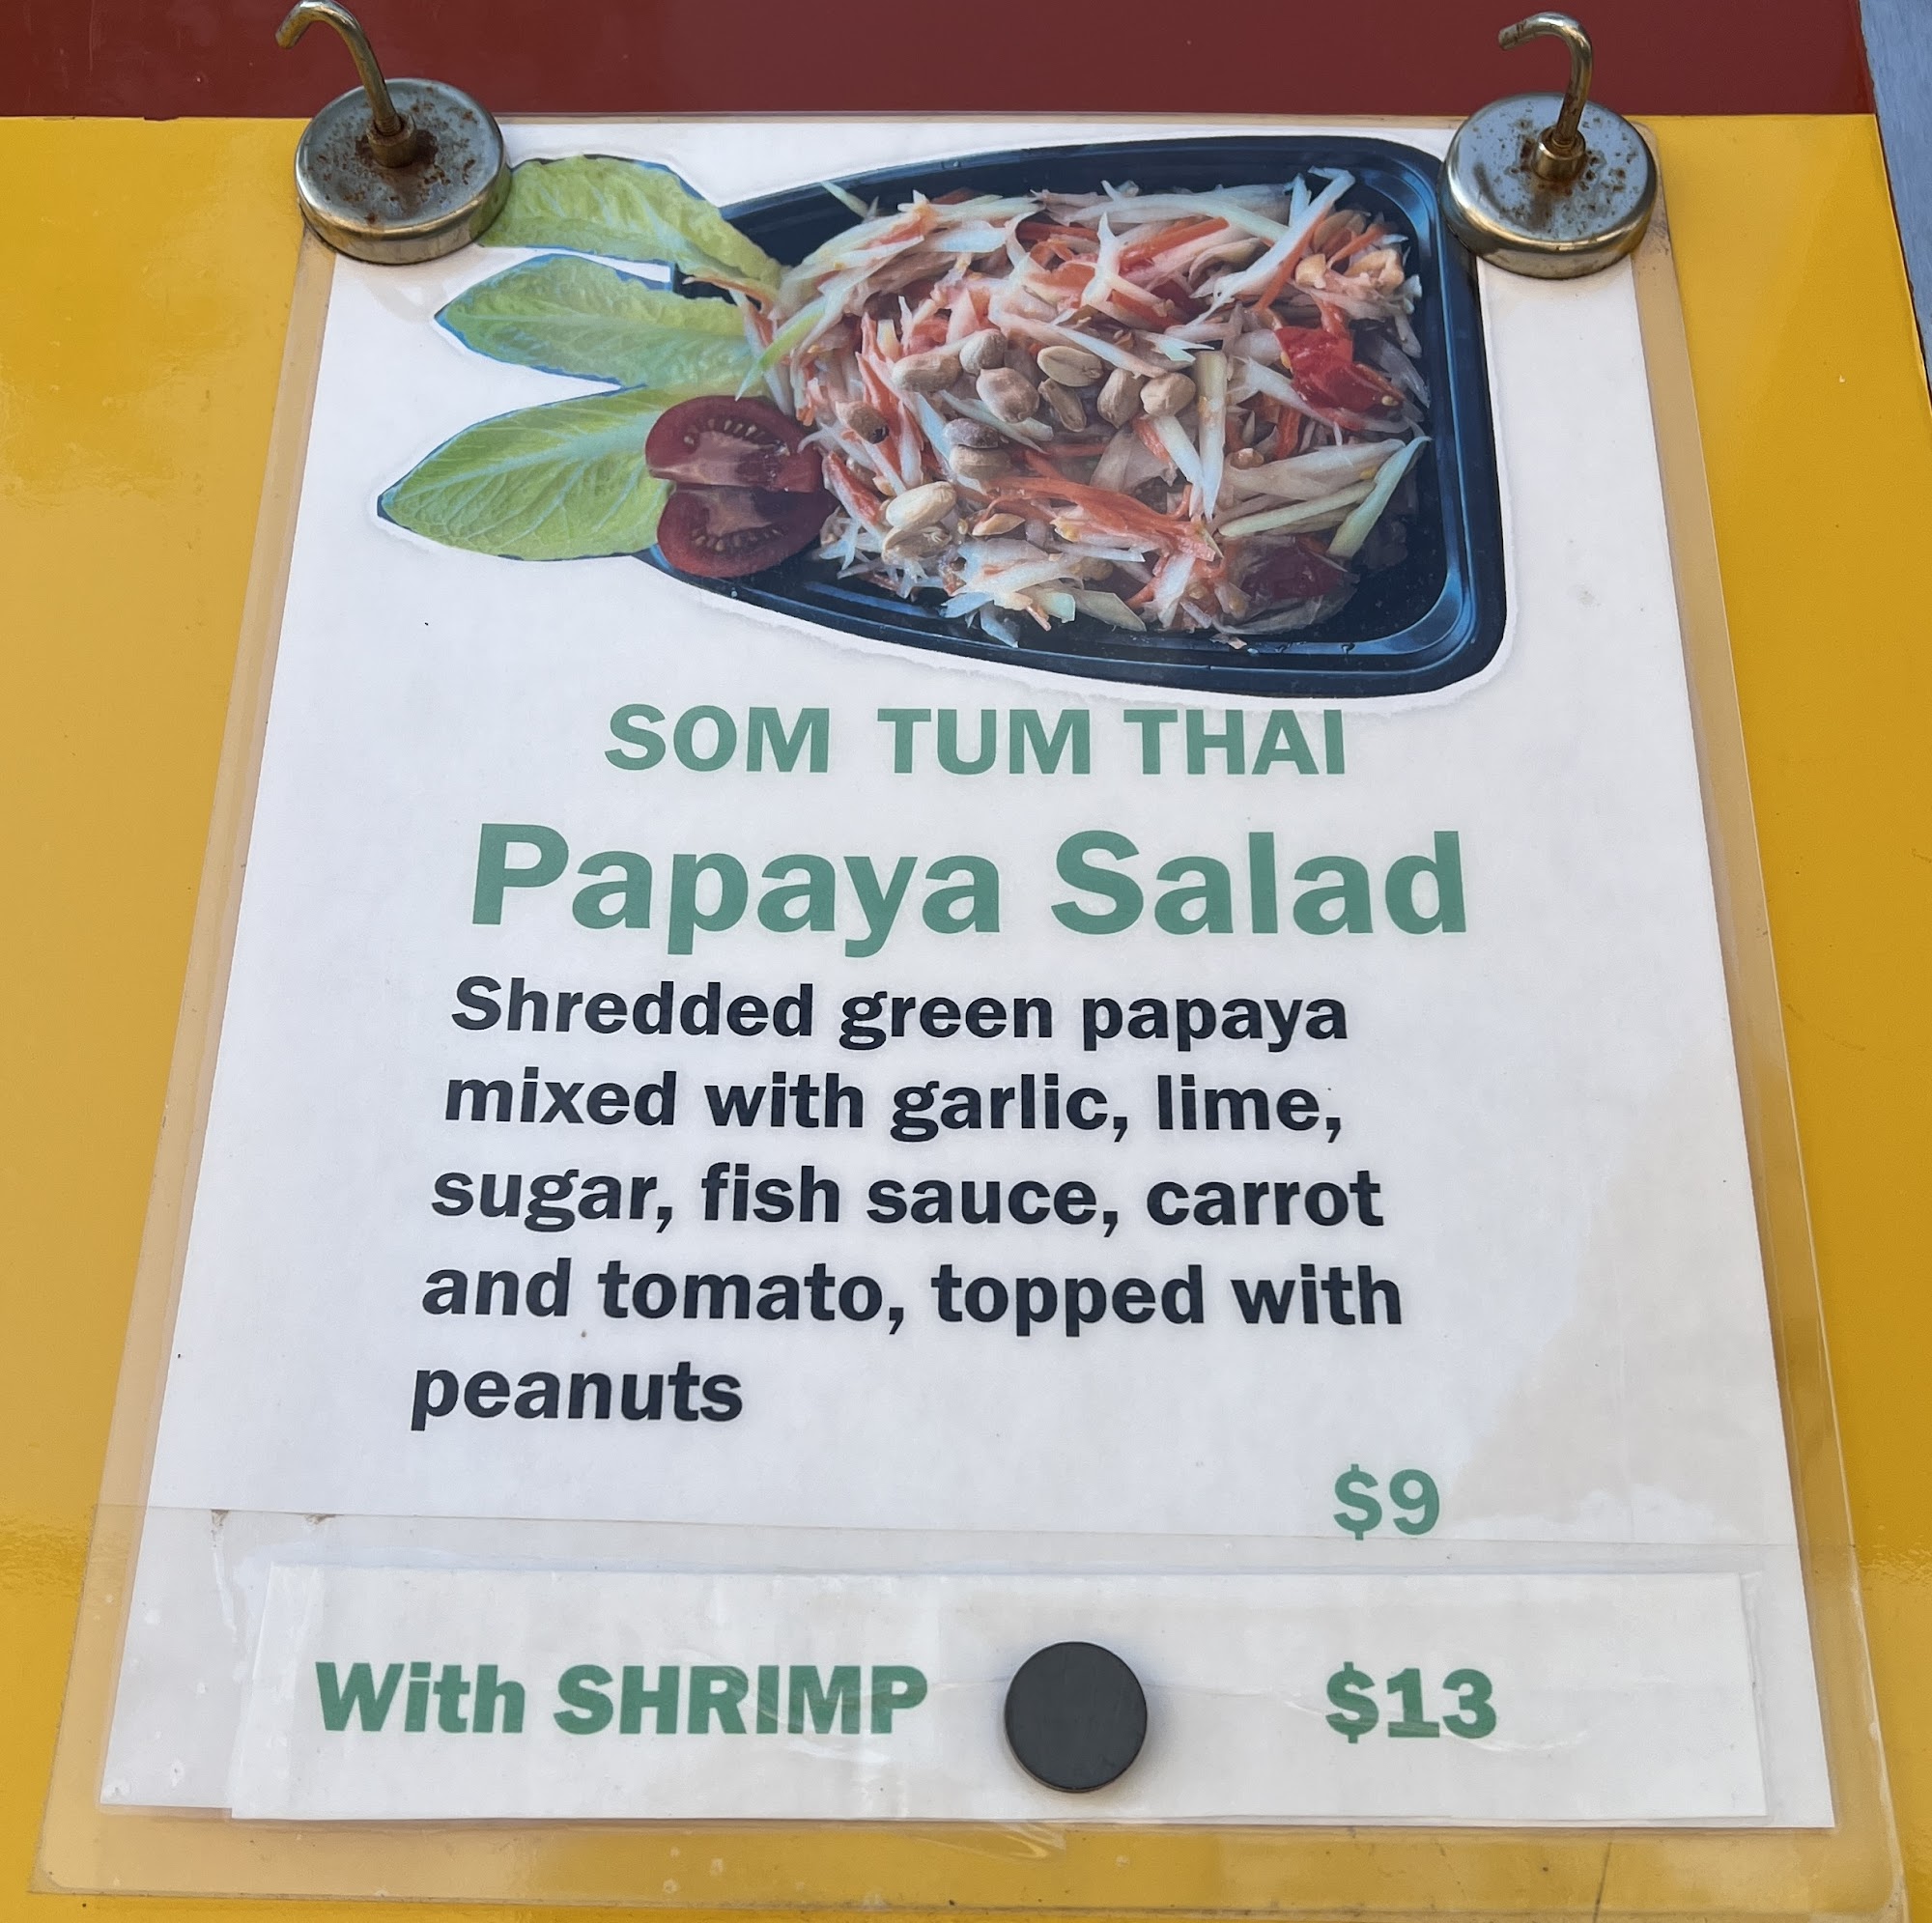 SOM TUM THAI
Papaya Salad
Shredded green papaya
mixed with garlic, lime,
sugar, fish sauce, carrot
and tomato, topped with
peanuts
$9
With SHRIMP $13